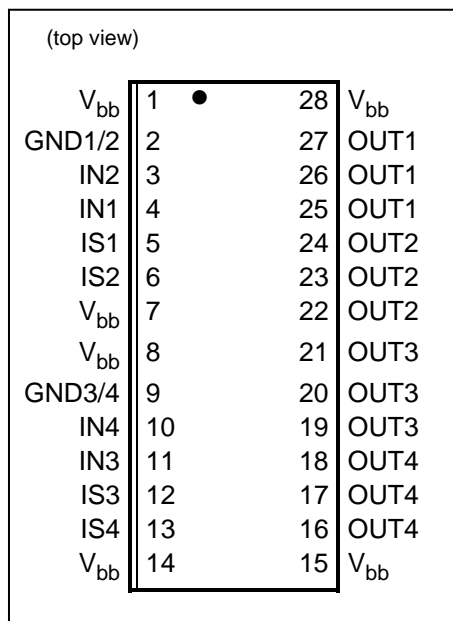 (top view)
Vbb 1 28 Vbb
GND1/2 2 27 OUT1
IN2 3 26 OUT1
IN1 4 25 OUT1
IS1 5 24 OUT2
IS2 6 23 OUT2
Vbb 7 22 OUT2
Vbb 8 21 OUT3
GND3/4 9 20 OUT3
IN4 10 19 OUT3
IN3 11 18 OUT4
IS3 12 17 OUT4
IS4 13 16 OUT4
Vbb 14 15 Vbb